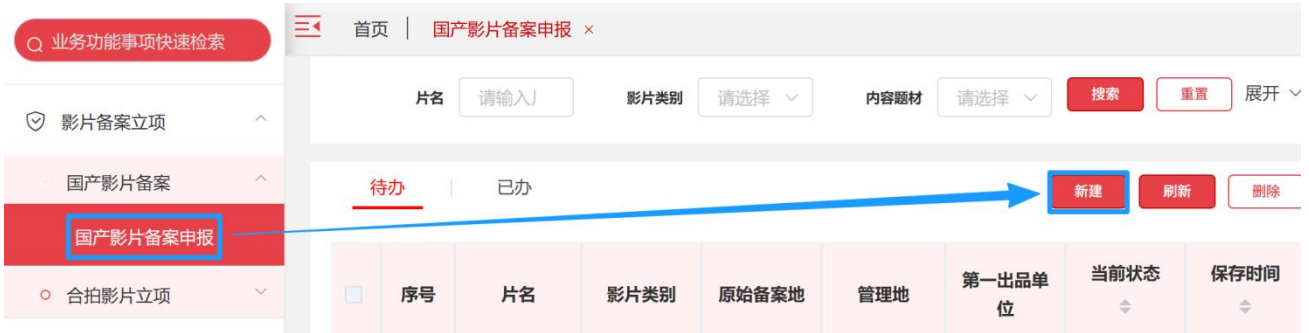 业务功能事项快速检索
首页
国产影片备案申报 ×
片名
请输入
影片类别
请选择
内容题材
请选择
搜索
重置
展开
影片备案立项
国产影片备案
国产影片备案申报
合拍影片立项
待办
已办
新建
刷新
删除
序号
片名
影片类别
原始备案地
管理地
第一出品单
位
当前状态
保存时间